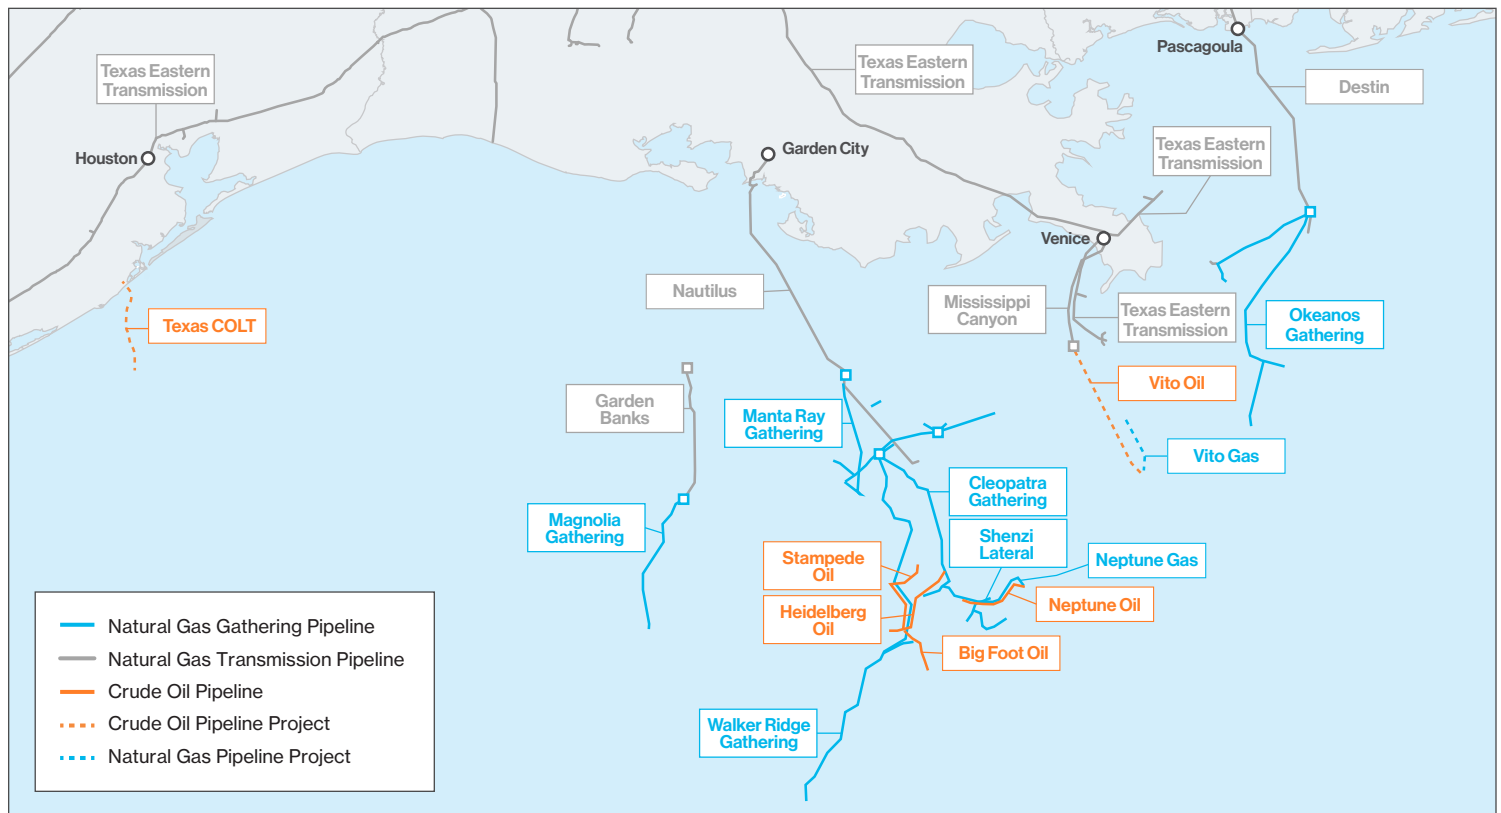 Pascagoula
Texas Eastern
Transmission
Texas Eastern
Transmission
Destin
Houston
Garden City
Texas Eastern
Transmission
Venice
Nautilus
Mississippi
Canyon
Texas Eastern
Transmission
Okeanos
Gathering
Texas COLT
Vito Oil
Garden
Banks
Manta Ray
Gathering
Vito Gas
Cleopatra
Gathering
Magnolia
Gathering
Shenzi
Lateral
Stampede
Oil
Neptune Gas
Heidelberg
Oil
Neptune Oil
Big Foot Oil
Walker Ridge
Gathering
Natural Gas Gathering Pipeline
Natural Gas Transmission Pipeline
Crude Oil Pipeline
Crude Oil Pipeline Project
Natural Gas Pipeline Project